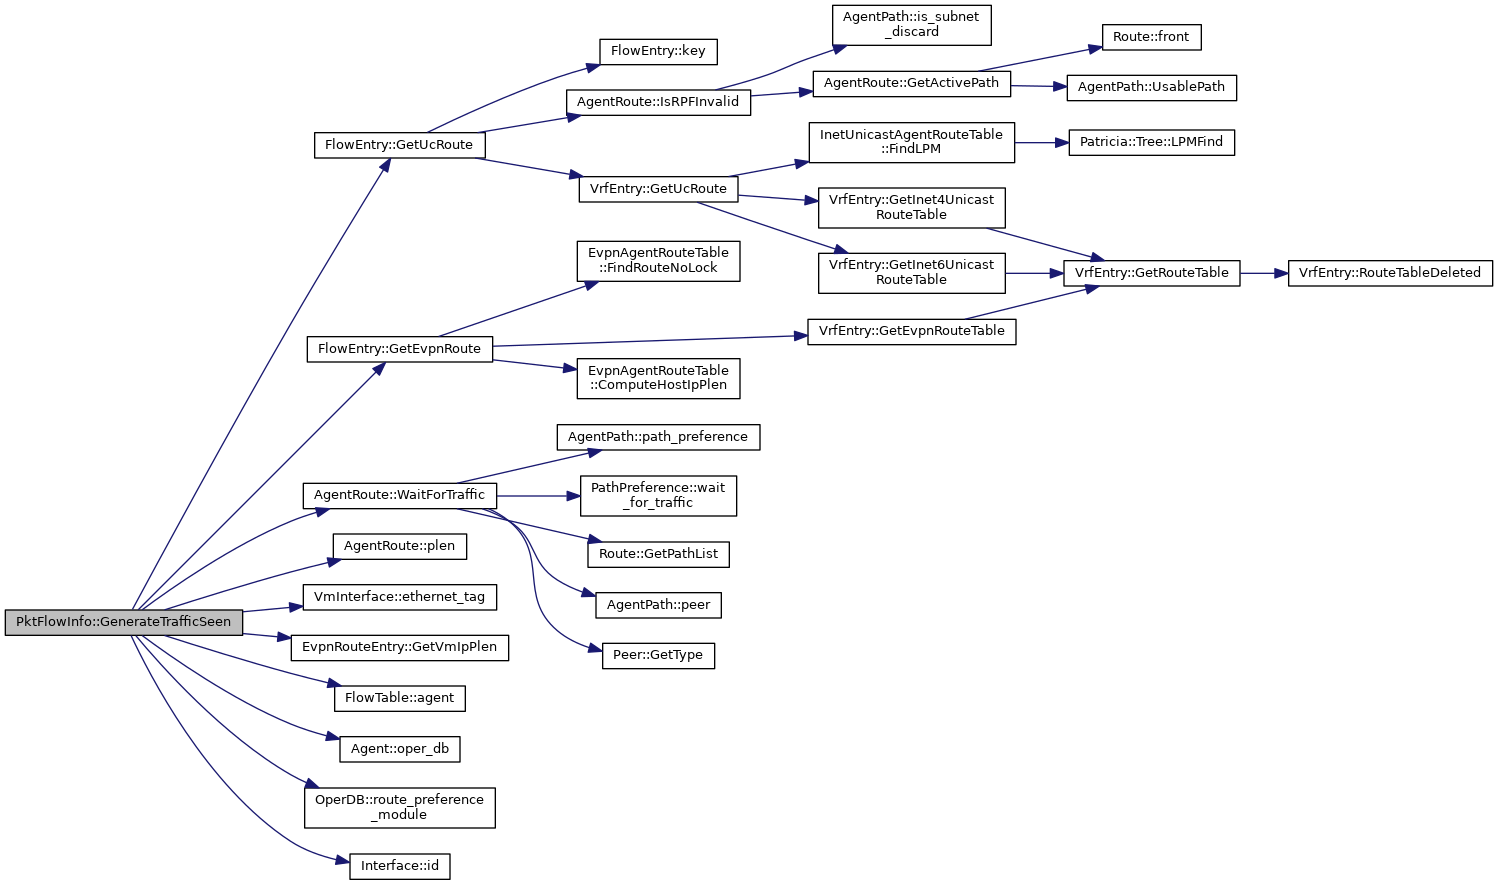 PktFlowInfo::GenerateTrafficSeen
FlowEntry::GetUcRoute
FlowEntry::key
AgentRoute::IsRPFInvalid
AgentPath::is_subnet
_discard
AgentRoute::GetActivePath
Route::front
AgentPath::UsablePath
VrfEntry::GetUcRoute
InetUnicastAgentRouteTable
::FindLPM
Patricia::Tree::LPMFind
VrfEntry::GetInet4Unicast
RouteTable
VrfEntry::GetInet6Unicast
RouteTable
VrfEntry::GetRouteTable
VrfEntry::RouteTableDeleted
FlowEntry::GetEvpnRoute
EvpnAgentRouteTable
::FindRouteNoLock
VrfEntry::GetEvpnRouteTable
EvpnAgentRouteTable
::ComputeHostIpPlen
AgentRoute::WaitForTraffic
AgentPath::path_preference
PathPreference::wait
_for_traffic
Route::GetPathList
AgentPath::peer
Peer::GetType
AgentRoute::plen
VmInterface::ethernet_tag
EvpnRouteEntry::GetVmIpPlen
FlowTable::agent
Agent::oper_db
OperDB::route_preference
_module
Interface::id